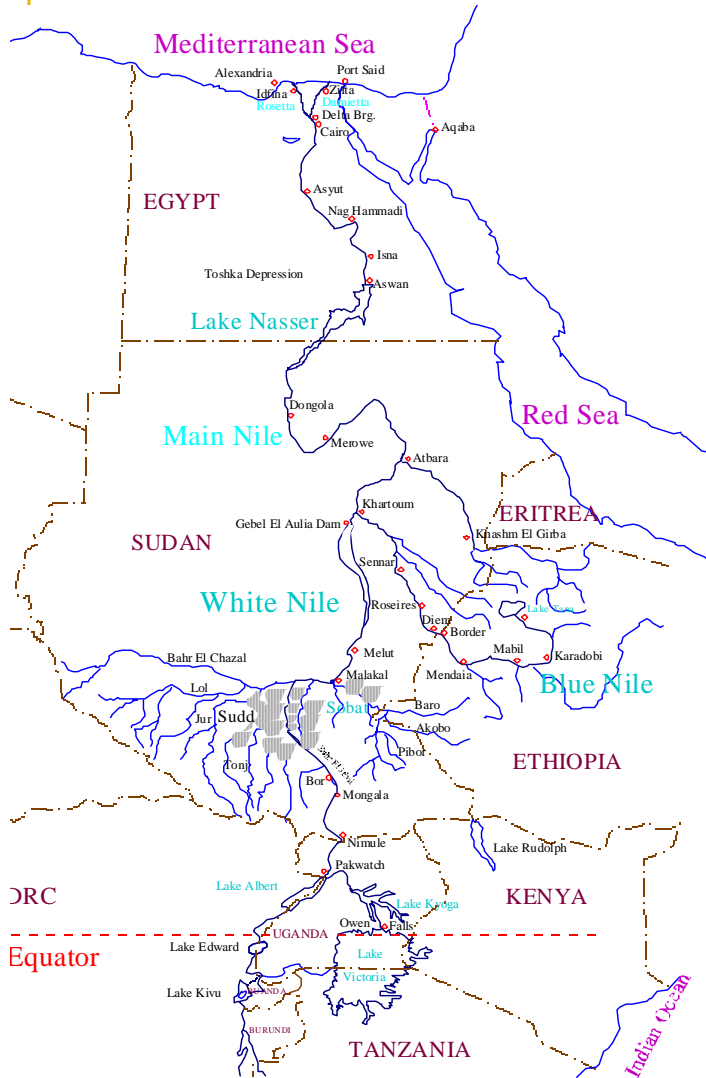 Mediterranean Sea
Alexandria
Port Said
Idfina
Zifta
Rosetta
Damietta
Delta Brg.
Cairo
Aqaba
Asyut
EGYPT
Nag Hammadi
Isna
Toshka Depression
Aswan
Lake Nasser
Dongola
Red Sea
Main Nile
Merowe
Atbara
Khartoum
ERITREA
Gebel El Aulia Dam
Khashm El Girba
SUDAN
Sennar
White Nile
Roseires
Lake Tana
Diem
Border
Melut
Mabil
Karadobi
Bahr El Ghazal
Mendaia
Malakal
Blue Nile
Lol
Sobat
Baro
Jur
Sudd
Akobo
Pibor
Tonj
ETHIOPIA
Bor
Mongala
Nimule
Lake Rudolph
Pakwatch
Lake Albert
DRC
KENYA
Lake Kyoga
Owen
Falls
UGANDA
Lake Edward
Equator
Lake
Victoria
Lake Kivu
RUANDA
BURUNDI
TANZANIA
Indian Ocean